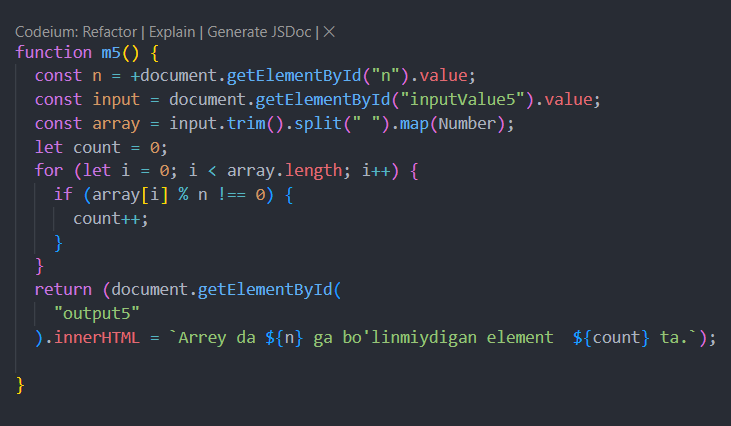 Codeium: Refactor | Explain | Generate JSDoc | ×
function m5() {
  const n = +document.getElementById("n").value;
  const input = document.getElementById("inputValue5").value;
  const array = input.trim().split(" ").map(Number);
  let count = 0;
  for (let i = 0; i < array.length; i++) {
    if (array[i] % n !== 0) {
      count++;
    }
  }
  return (document.getElementById(
    "output5"
  ).innerHTML = `Arrey da ${n} ga bo'linmiydigan element  ${count} ta.`);
}